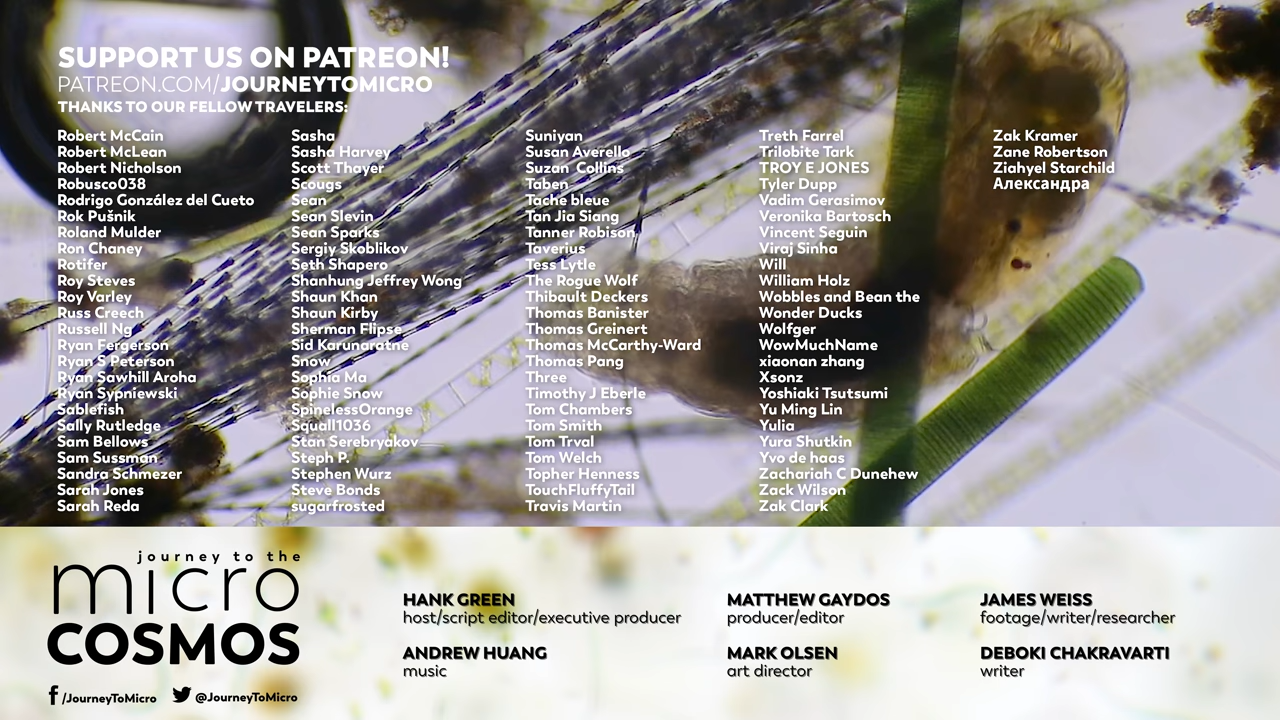 SUPPORT US ON PATREON!
PATREON.COM/JOURNEYTOMICRO
THANKS TO OUR FELLOW TRAVELERS:
Robert McCain
Robert McLean
Robert Nicholson
Robusco038
Rodrigo González del Cueto
Rok Pušnik
Roland Mulder
Ron Chaney
Rotifer
Roy Steves
Roy Varley
Russ Creech
Russell Ng
Ryan Fergerson
Ryan S Peterson
Ryan Sawhill Aroha
Ryan Sypniewski
Sablefish
Sally Rutledge
Sam Bellows
Sam Sussman
Sandra Schmezer
Sarah Jones
Sarah Reda
Sasha
Sasha Harvey
Scott Thayer
Scougs
Sean
Sean Slevin
Sean Sparks
Sergiy Skoblikov
Seth Shapero
Shanhung Jeffrey Wong
Shaun Khan
Shaun Kirby
Sherman Flipse
Sid Karunaratne
Snow
Sophia Ma
Sophie Snow
SpinelessOrange
Squall1036
Stan Serebryakov
Steph P.
Stephen Wurz
Steve Bonds
sugarfrosted
Suniyan
Susan Averello
Suzan Collins
Taben
Tache bleue
Tan Jia Siang
Tanner Robison
Taverius
Tess Lytle
The Rogue Wolf
Thibault Deckers
Thomas Banister
Thomas Greinert
Thomas McCarthy-Ward
Thomas Pang
Three
Timothy J Eberle
Tom Chambers
Tom Smith
Tom Trval
Tom Welch
Topher Henness
TouchFluffyTail
Travis Martin
Treth Farrel
Trilobite Tark
TROY E JONES
Tyler Dupp
Vadim Gerasimov
Veronika Bartosch
Vincent Seguin
Viraj Sinha
Will
William Holz
Wobbles and Bean the
Wonder Ducks
Wolfger
WowMuchName
xiaonan zhang
Xsonz
Yoshiaki Tsutsumi
Yu Ming Lin
Yulia
Yura Shutkin
Yvo de haas
Zachariah C Dunehew
Zack Wilson
Zak Clark
Zak Kramer
Zane Robertson
Ziahyel Starchild
Александра
journey to the
micro
COSMOS
/JourneyToMicro @JourneyToMicro
HANK GREEN
host/script editor/executive producer
ANDREW HUANG
music
MATTHEW GAYDOS
producer/editor
MARK OLSEN
art director
JAMES WEISS
footage/writer/researcher
DEBOKI CHAKRAVARTI
writer